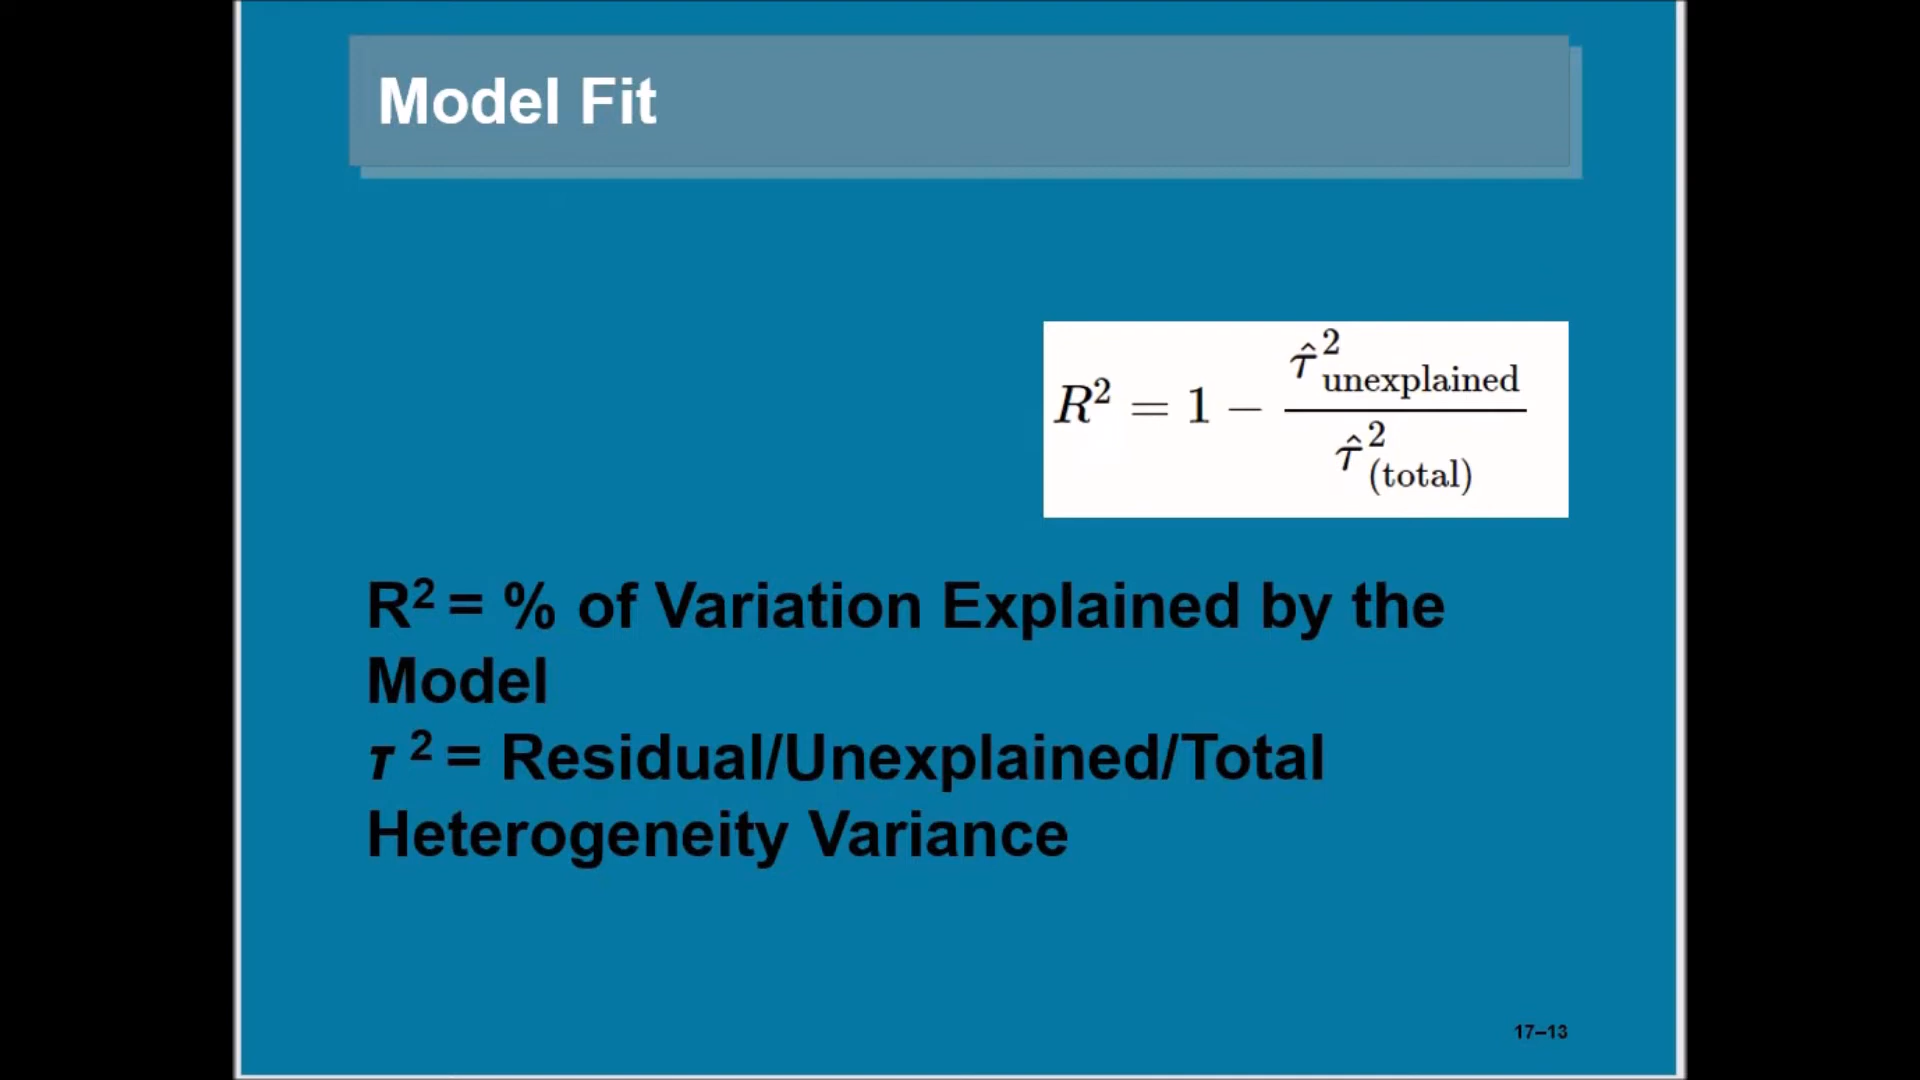 Model Fit
R² = 1 − τ̂²unexplained / τ̂²(total)
R² = % of Variation Explained by the
Model
τ ² = Residual/Unexplained/Total
Heterogeneity Variance
17–13